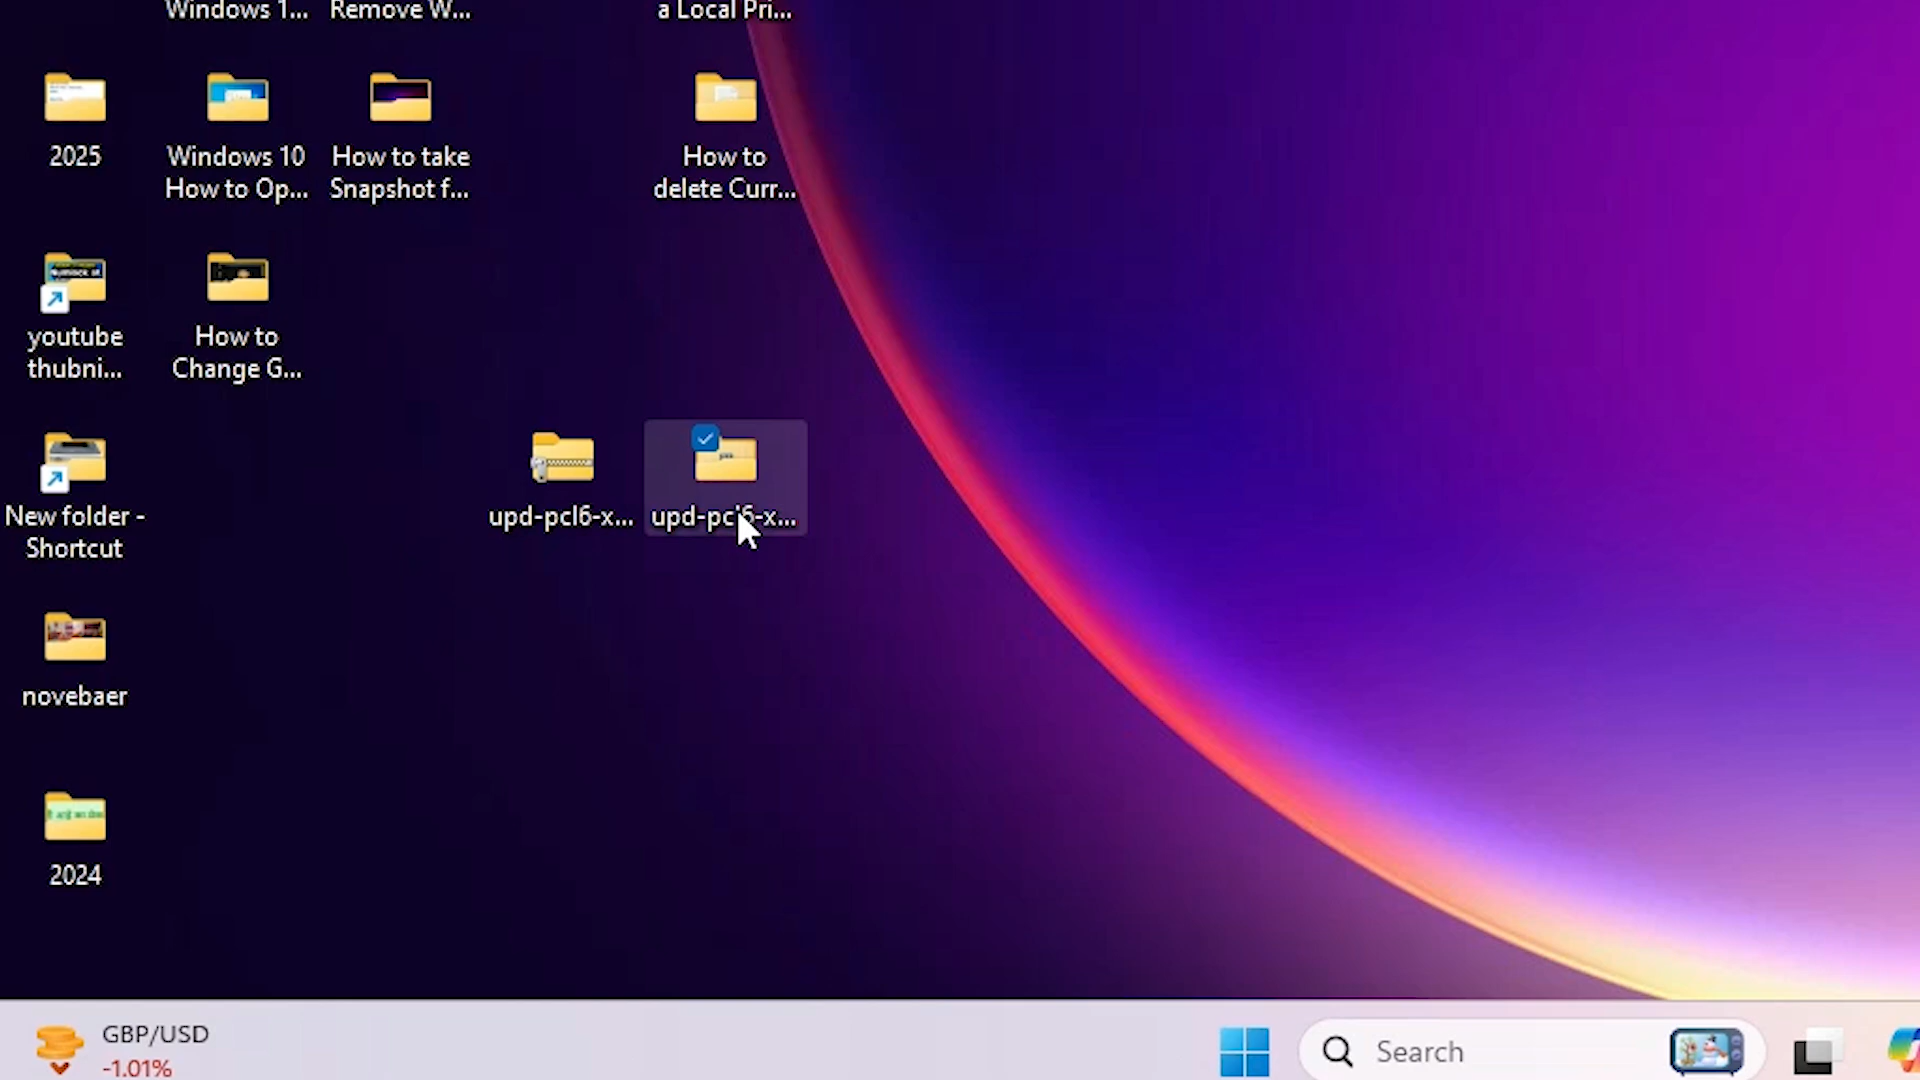 Windows 1...
Remove W...
a Local Pri...
2025
Windows 10
How to Op...
How to take
Snapshot f...
How to
delete Curr...
youtube
thubni...
How to
Change G...
New folder -
Shortcut
upd-pcl6-x...
upd-pcl6-x...
novebaer
2024
GBP/USD
-1.01%
Search